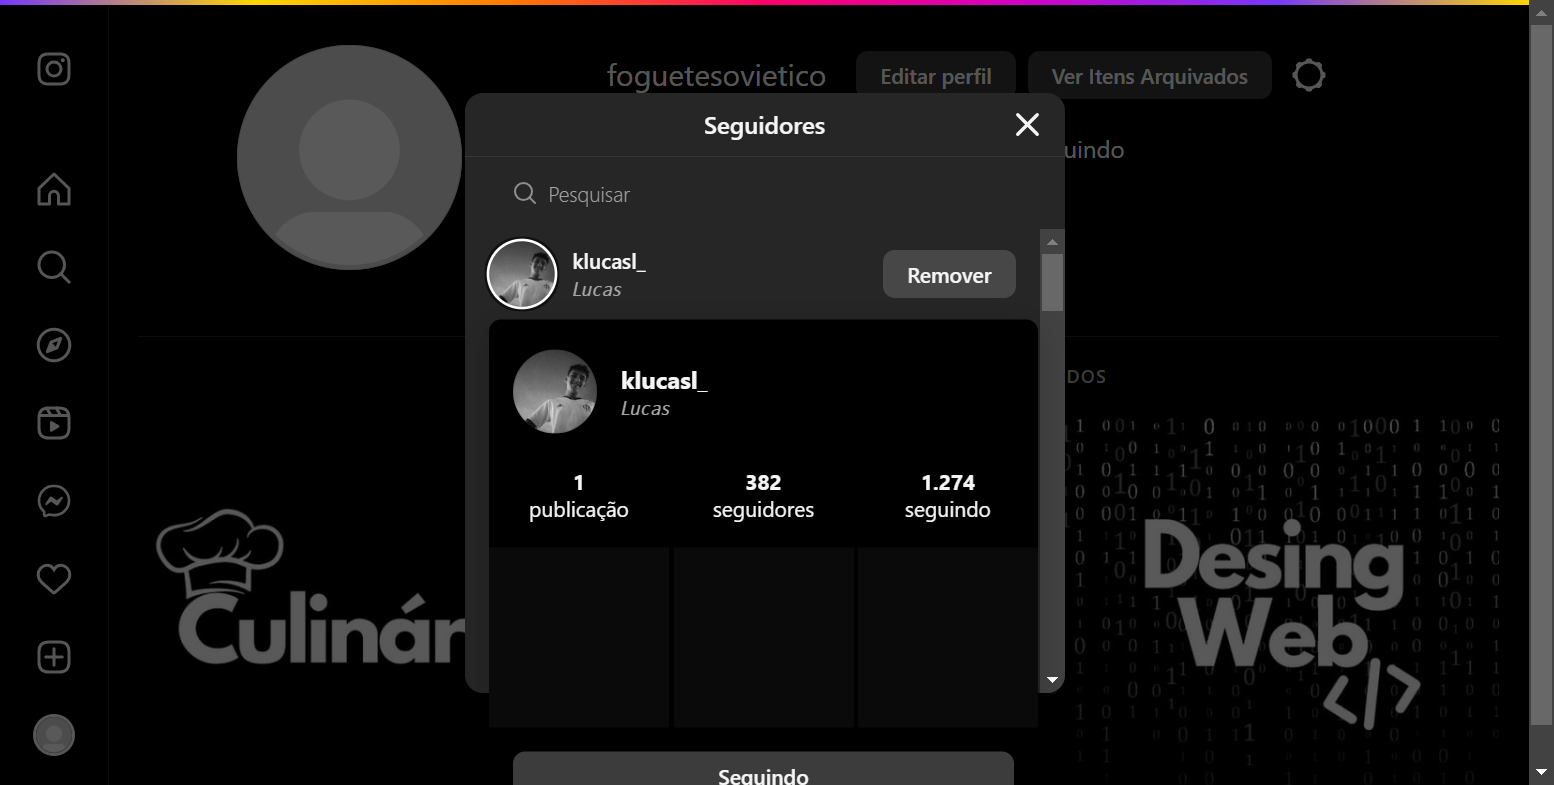 foguetesovietico
Editar perfil
Ver Itens Arquivados
Seguidores
uindo
Pesquisar
klucasl_
Lucas
Remover
klucasl_
Lucas
DOS
1
publicação
382
seguidores
1.274
seguindo
Culinár
Desing
Web
</>
Seguindo